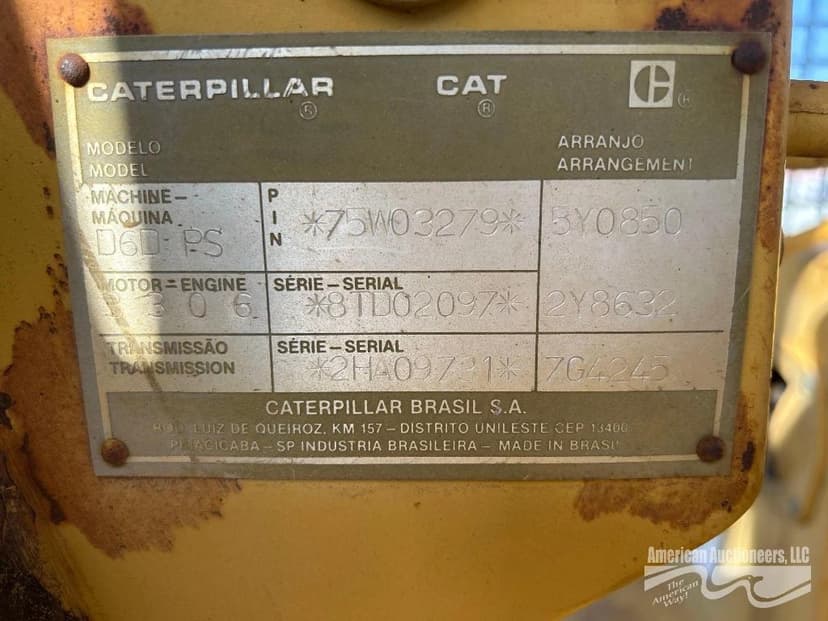 CATERPILLAR ® CAT ® C ®
MODELO ARRANJO
MODEL ARRANGEMENT
MACHINE – P
MÁQUINA I *75W03279* 5Y0850
D6D PS N
MOTOR – ENGINE SÉRIE – SERIAL
3306 *8TD02097* 2Y8632
TRANSMISSÃO SÉRIE – SERIAL
TRANSMISSION *2HA09731* 7G4245
CATERPILLAR BRASIL S.A.
ROD. LUIZ DE QUEIROZ, KM 157 – DISTRITO UNILESTE CEP 13400
PIRACICABA – SP INDUSTRIA BRASILEIRA – MADE IN BRASIL
American Auctioneers, LLC
The
American
Way!